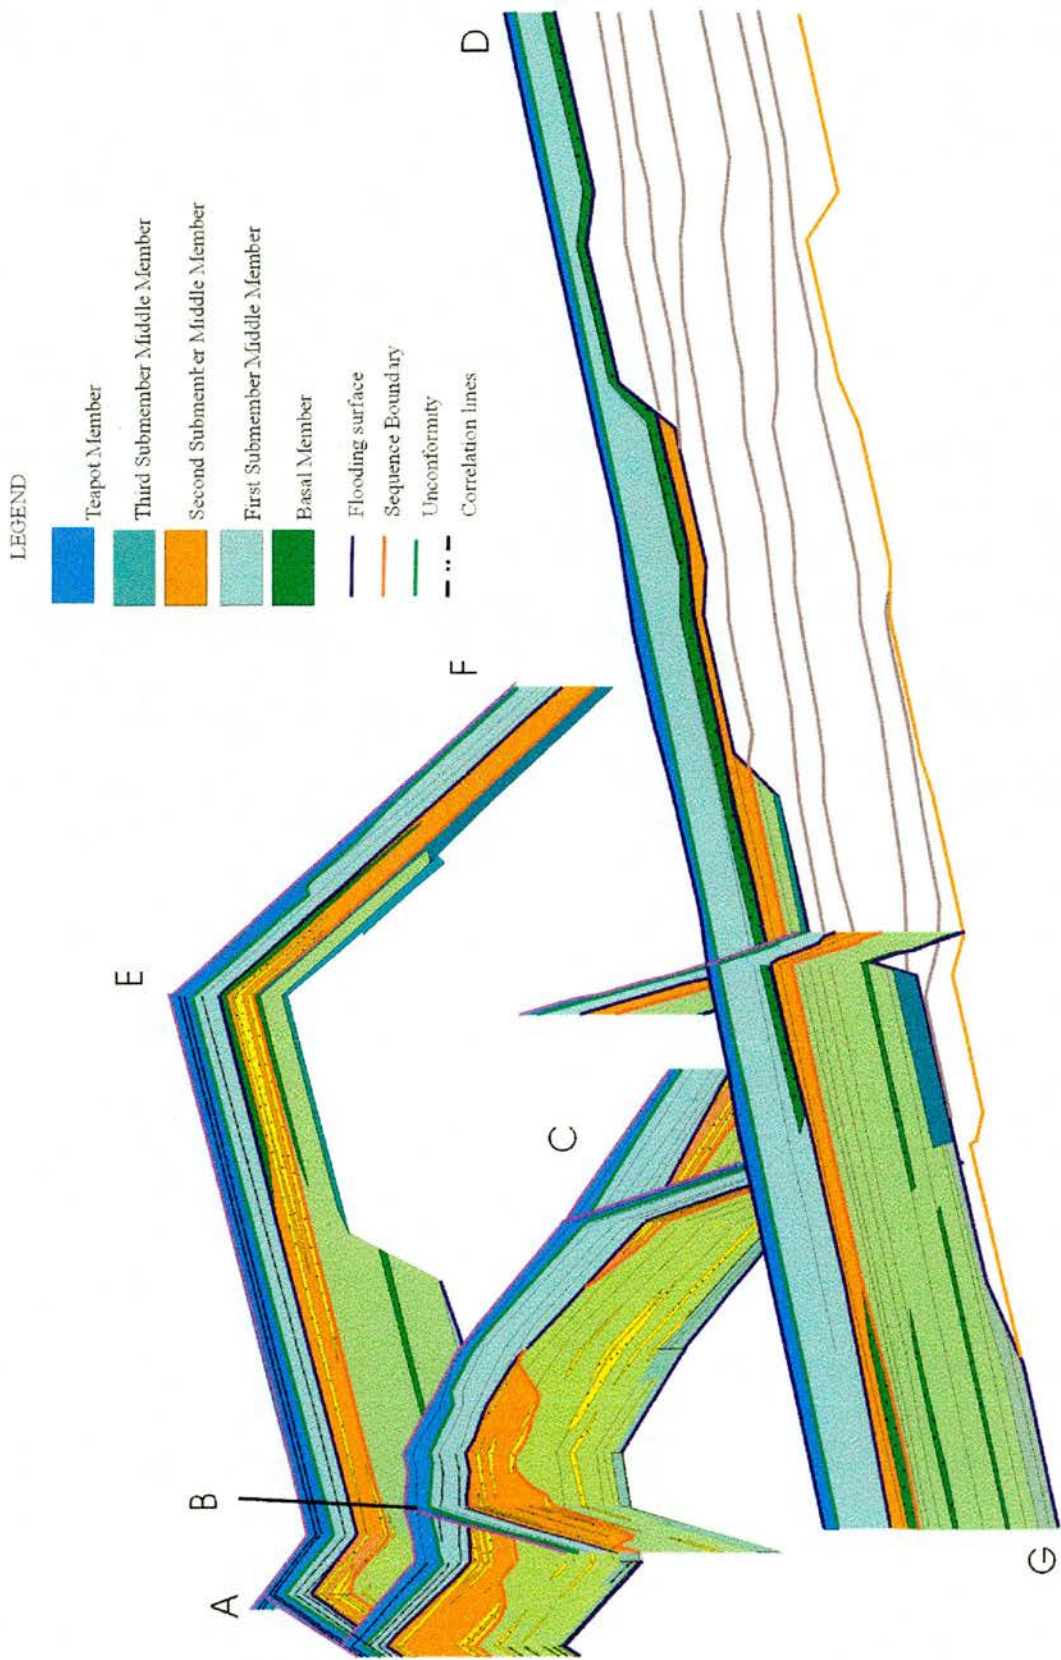 LEGEND
Teapot Member
Third Submember Middle Member
Second Submember Middle Member
First Submember Middle Member
Basal Member
Flooding surface
Sequence Boundary
Unconformity
Correlation lines
A
B
C
D
E
F
G